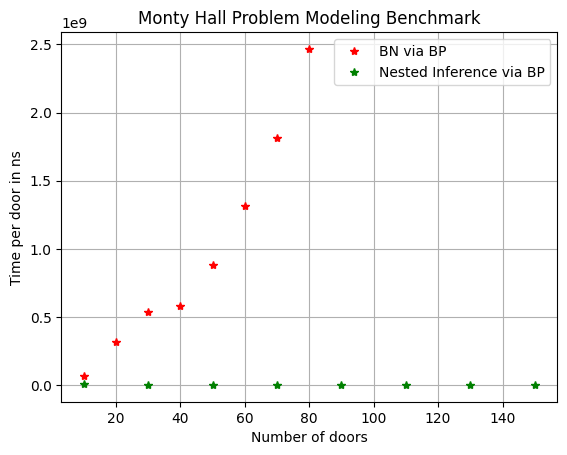 Monty Hall Problem Modeling Benchmark
1e9
BN via BP
Nested Inference via BP
2.5
2.0
1.5
1.0
0.5
0.0
Time per door in ns
20 40 60 80 100 120 140
Number of doors